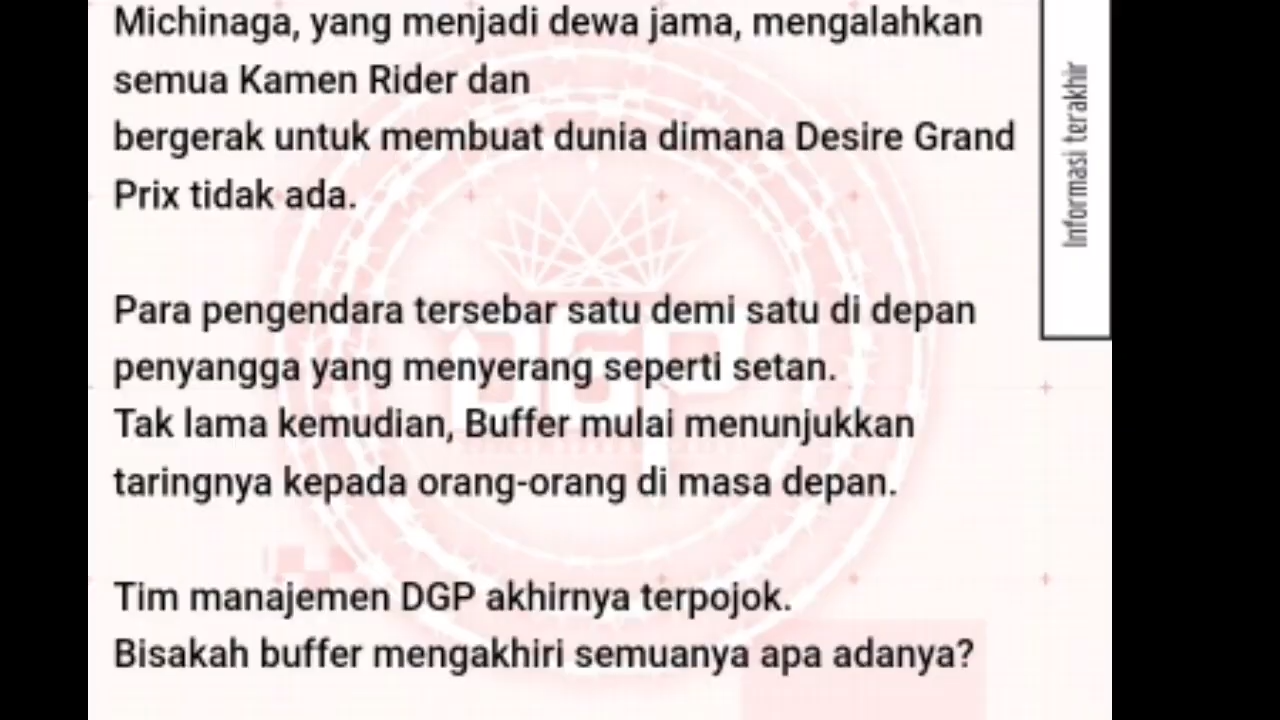 Michinaga, yang menjadi dewa jama, mengalahkan
semua Kamen Rider dan
bergerak untuk membuat dunia dimana Desire Grand
Prix tidak ada.
Para pengendara tersebar satu demi satu di depan
penyangga yang menyerang seperti setan.
Tak lama kemudian, Buffer mulai menunjukkan
taringnya kepada orang-orang di masa depan.
Tim manajemen DGP akhirnya terpojok.
Bisakah buffer mengakhiri semuanya apa adanya?
Informasi terakhir
DGP